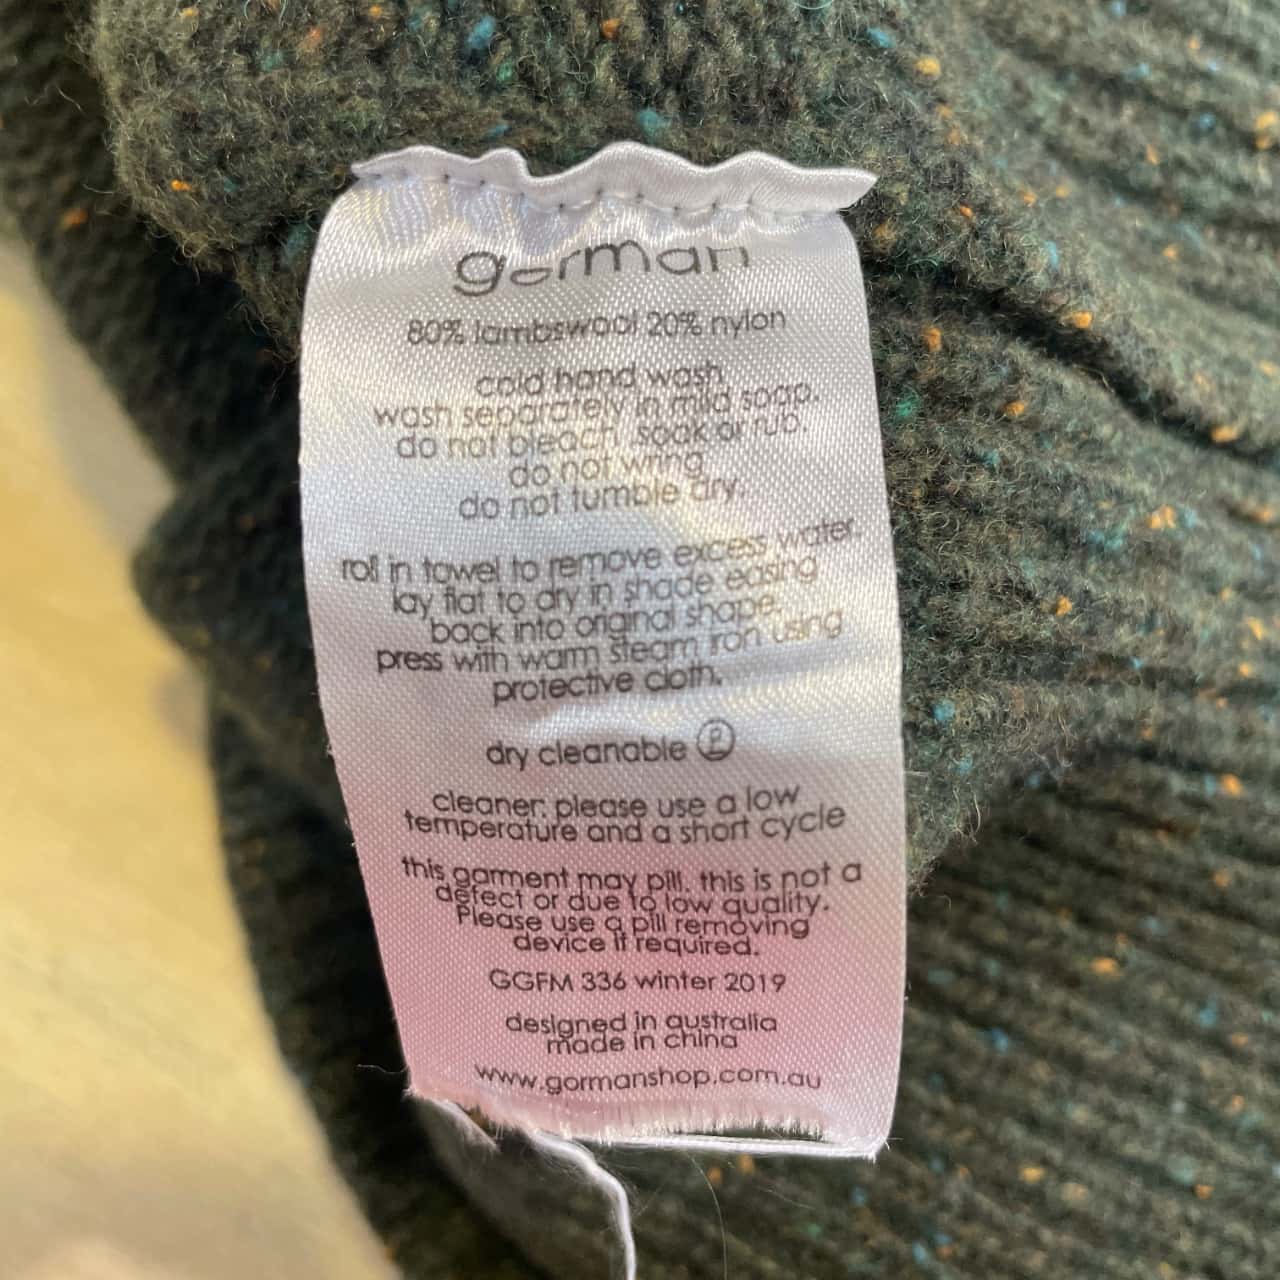 gorman
80% lambswool 20% nylon
cold hand wash
wash separately in mild soap.
do not bleach, soak or rub.
do not wring
do not tumble dry.
roll in towel to remove excess water.
lay flat to dry in shade easing
back into original shape.
press with warm steam iron using
protective cloth.
dry cleanable Ⓟ
cleaner: please use a low
temperature and a short cycle
this garment may pill. this is not a
defect or due to low quality.
Please use a pill removing
device if required.
GGFM 336 winter 2019
designed in australia
made in china
www.gormanshop.com.au